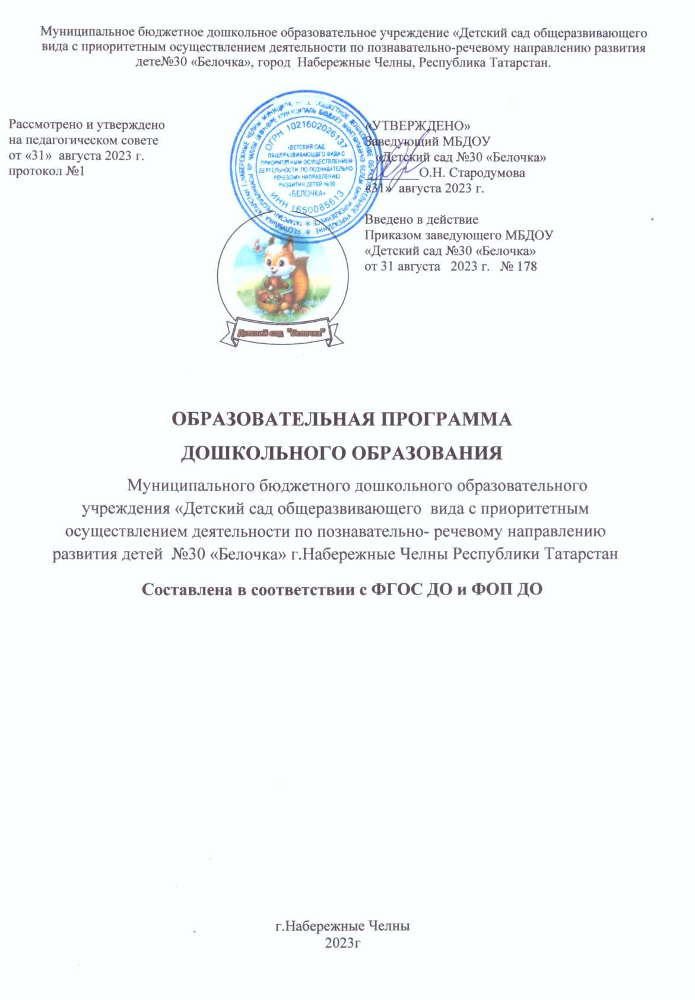 Муниципальное бюджетное дошкольное образовательное учреждение «Детский сад общеразвивающего
вида с приоритетным осуществлением деятельности по познавательно-речевому направлению развития
дете№30 «Белочка», город Набережные Челны, Республика Татарстан.
Рассмотрено и утверждено
на педагогическом совете
от «31» августа 2023 г.
протокол №1
ОГРН 1021602026137
«ДЕТСКИЙ САД
ОБЩЕРАЗВИВАЮЩЕГО ВИДА С
ПРИОРИТЕТНЫМ ОСУЩЕСТВЛЕНИЕМ
ДЕЯТЕЛЬНОСТИ ПО ПОЗНАВАТЕЛЬНО-
РЕЧЕВОМУ НАПРАВЛЕНИЮ
РАЗВИТИЯ ДЕТЕЙ №30
«БЕЛОЧКА»
ИНН 1650085613
«УТВЕРЖДЕНО»
Заведующий МБДОУ
«Детский сад №30 «Белочка»
________О.Н. Стародумова
«31» августа 2023 г.
Введено в действие
Приказом заведующего МБДОУ
«Детский сад №30 «Белочка»
от 31 августа 2023 г. № 178
Детский сад "Белочка"
ОБРАЗОВАТЕЛЬНАЯ ПРОГРАММА
ДОШКОЛЬНОГО ОБРАЗОВАНИЯ
Муниципального бюджетного дошкольного образовательного
учреждения «Детский сад общеразвивающего вида с приоритетным
осуществлением деятельности по познавательно- речевому направлению
развития детей №30 «Белочка» г.Набережные Челны Республики Татарстан
Составлена в соответствии с ФГОС ДО и ФОП ДО
г.Набережные Челны
2023г